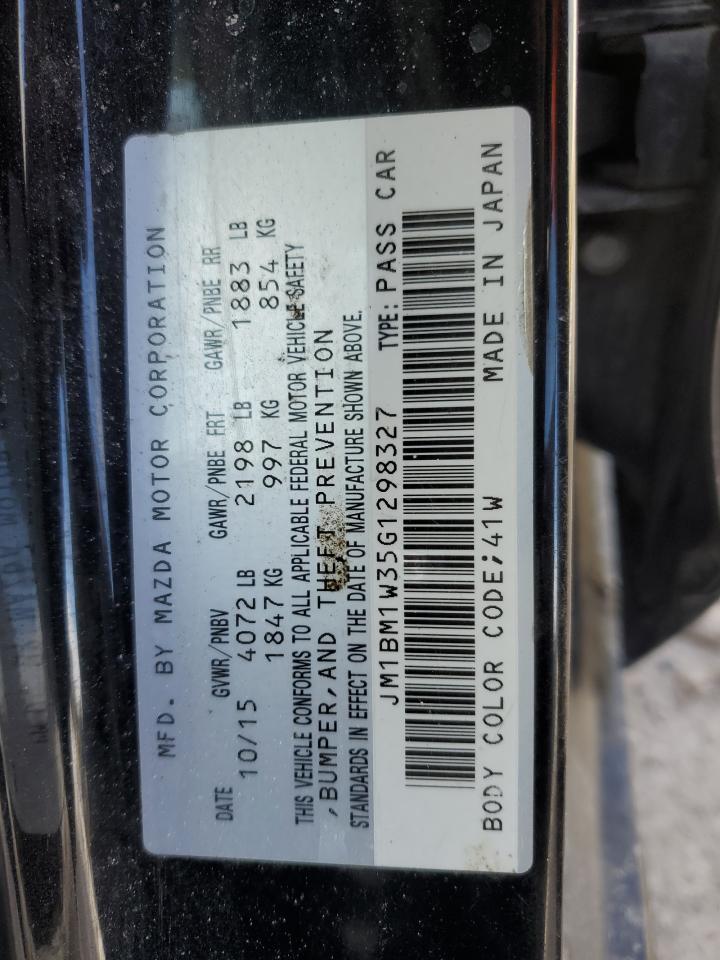 MFD. BY MAZDA MOTOR CORPORATION
DATE GVWR/PNBV GAWR/PNBE FRT GAWR/PNBE RR
10/15 4072 LB 2198 LB 1883 LB
1847 KG 997 KG 854 KG
THIS VEHICLE CONFORMS TO ALL APPLICABLE FEDERAL MOTOR VEHICLE SAFETY
,BUMPER,AND THEFT PREVENTION
STANDARDS IN EFFECT ON THE DATE OF MANUFACTURE SHOWN ABOVE.
JM1BM1W35G1298327 TYPE: PASS CAR
BODY COLOR CODE;41W MADE IN JAPAN